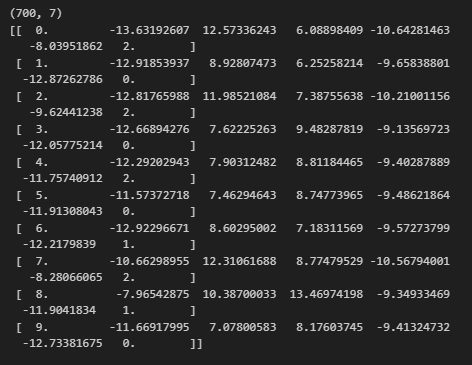 (700, 7)
[[ 0. -13.63192607 12.57336243 6.08898409 -10.64281463
-8.03951862 2. ]
[ 1. -12.91853937 8.92807473 6.25258214 -9.65838801
-12.87262786 0. ]
[ 2. -12.81765988 11.98521084 7.38755638 -10.21001156
-9.62441238 2. ]
[ 3. -12.66894276 7.62225263 9.48287819 -9.13569723
-12.05775214 0. ]
[ 4. -12.29202943 7.90312482 8.81184465 -9.40287889
-11.75740912 2. ]
[ 5. -11.57372718 7.46294643 8.74773965 -9.48621864
-11.91308043 0. ]
[ 6. -12.92296671 8.60295002 7.18311569 -9.57273799
-12.2179839 1. ]
[ 7. -10.66298955 12.31061688 8.77479529 -10.56794001
-8.28066065 2. ]
[ 8. -7.96542875 10.38700033 13.46974198 -9.34933469
-11.9041834 1. ]
[ 9. -11.66917995 7.07800583 8.17603745 -9.41324732
-12.73381675 0. ]]